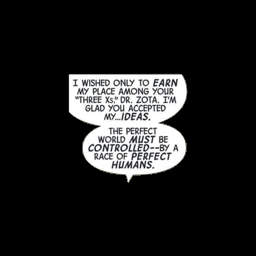 I WISHED ONLY TO EARN
MY PLACE AMONG YOUR
"THREE Xs," DR. ZOTA. I'M
GLAD YOU ACCEPTED
MY...IDEAS.
THE PERFECT
WORLD MUST BE
CONTROLLED--BY A
RACE OF PERFECT
HUMANS.